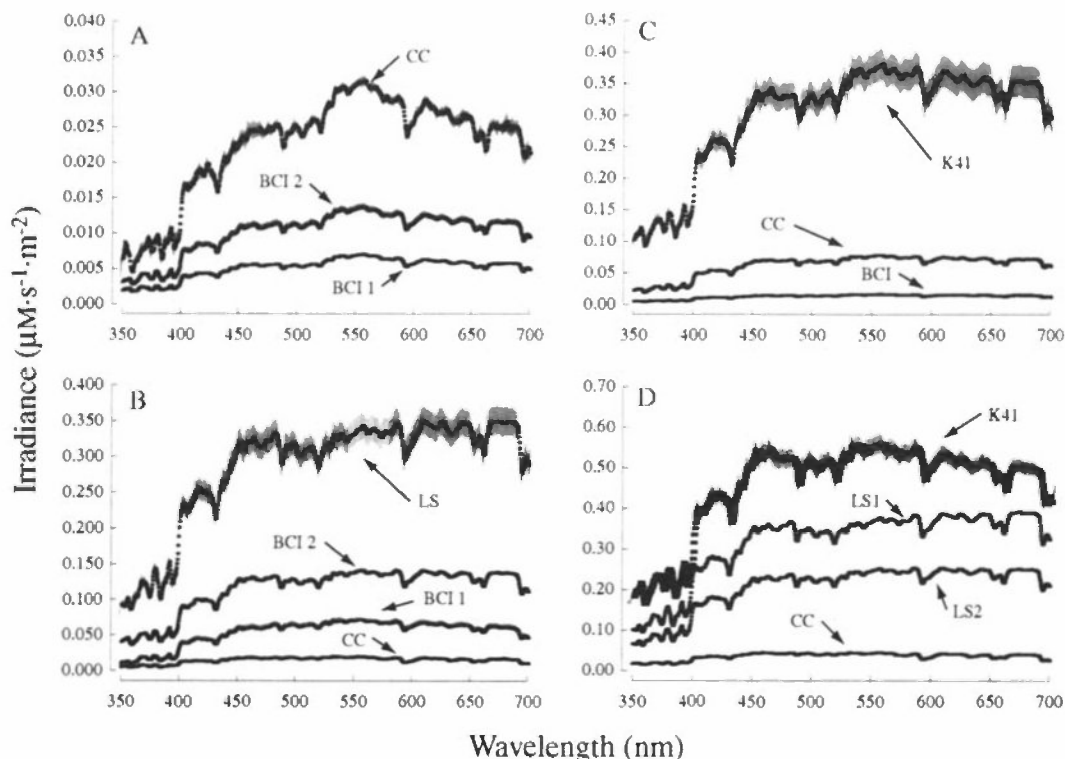 Irradiance (μM·s⁻¹·m⁻²)
A
0.040
0.035
0.030
0.025
0.020
0.015
0.010
0.005
0.000
CC
BCI 2
BCI 1
350 400 450 500 550 600 650 700
C
0.45
0.40
0.35
0.30
0.25
0.20
0.15
0.10
0.05
0.00
K41
CC
BCI
350 400 450 500 550 600 650 700
B
0.400
0.350
0.300
0.250
0.200
0.150
0.100
0.050
0.000
LS
BCI 2
BCI 1
CC
350 400 450 500 550 600 650 700
D
0.70
0.60
0.50
0.40
0.30
0.20
0.10
0.00
K41
LS1
LS2
CC
350 400 450 500 550 600 650 700
Wavelength (nm)